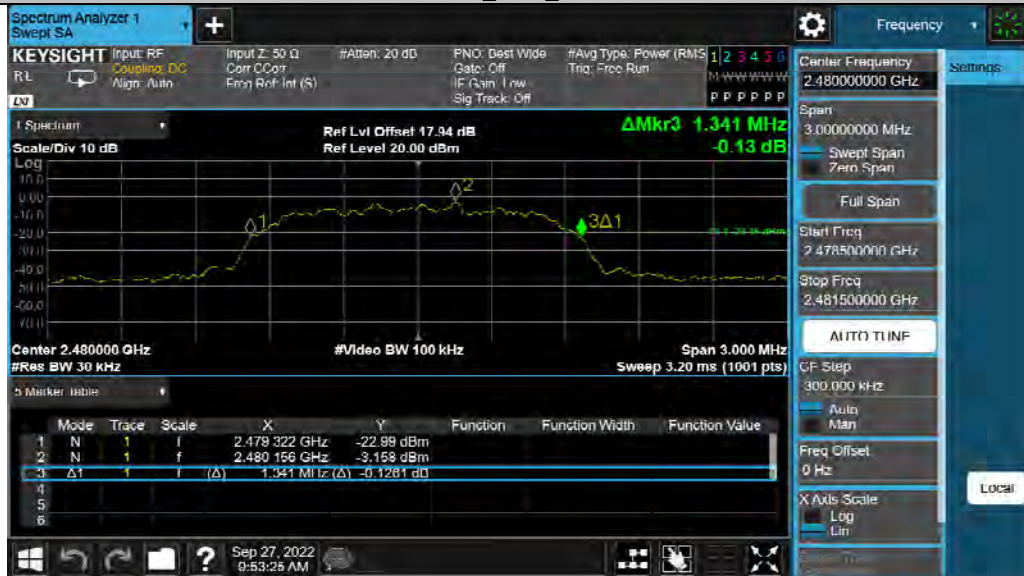 Spectrum Analyzer 1
Swept SA
Frequency
KEYSIGHT
Input: RF
Coupling: DC
Align: Auto
Input Z: 50 Ω
Corr CCorr
Freq Ref: Int (S)
#Atten: 20 dB
PNO: Best Wide
Gate: Off
IF Gain: Low
Sig Track: Off
#Avg Type: Power (RMS
Trig: Free Run
1 2 3 4 5 6
M W W W W W
P P P P P P
RL
LXI
Center Frequency
2.480000000 GHz
Settings
Span
3.00000000 MHz
Swept Span
Zero Span
Full Span
Start Freq
2.478500000 GHz
Stop Freq
2.481500000 GHz
AUTO TUNE
CF Step
300.000 kHz
Auto
Man
Freq Offset
0 Hz
X Axis Scale
Log
Lin
Local
1 Spectrum
Scale/Div 10 dB
Ref Lvl Offset 17.94 dB
Ref Level 20.00 dBm
ΔMkr3 1.341 MHz
-0.13 dB
Log
10.0
0.00
-10.0
-20.0
-30.0
-40.0
-50.0
-60.0
-70.0
1
2
3Δ1
Center 2.480000 GHz
#Res BW 30 kHz
#Video BW 100 kHz
Span 3.000 MHz
Sweep 3.20 ms (1001 pts)
5 Marker Table
Mode Trace Scale X Y Function Function Width Function Value
1 N 1 f 2.479 322 GHz -22.99 dBm
2 N 1 f 2.480 156 GHz -3.158 dBm
3 Δ1 1 f (Δ) 1.341 MHz (Δ) -0.1261 dB
4
5
6
?
Sep 27, 2022
9:53:25 AM